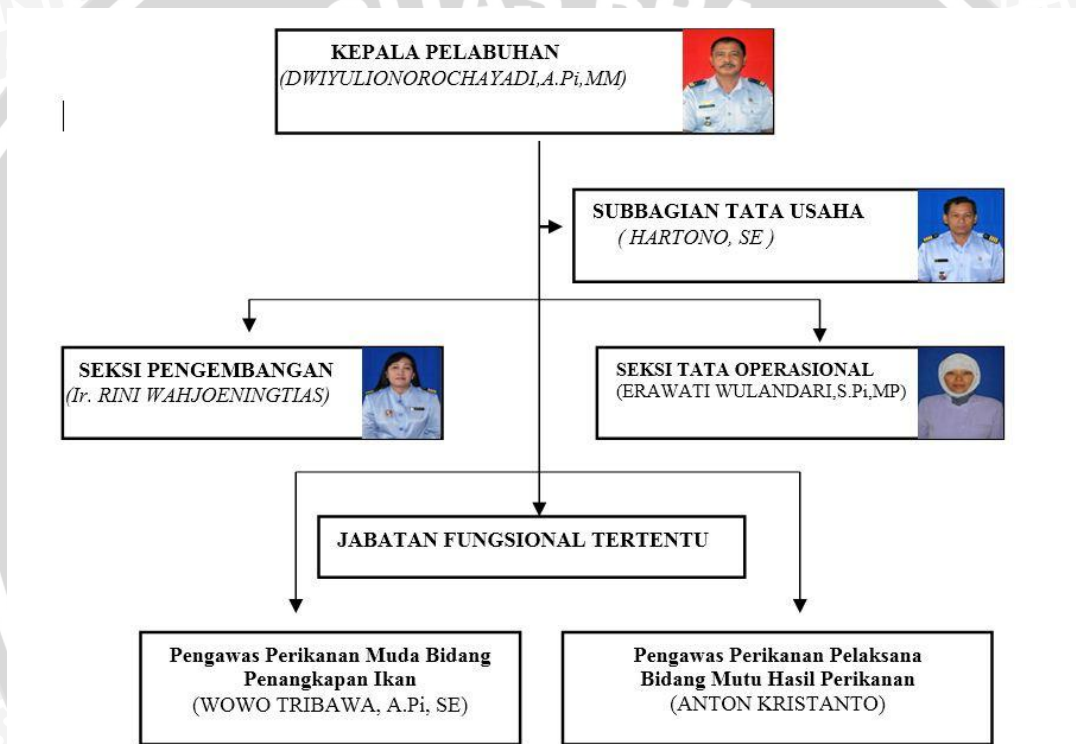 KEPALA PELABUHAN
(DWIYULIONOROCHAYADI,A.Pi,MM)
SUBBAGIAN TATA USAHA
( HARTONO, SE )
SEKSI PENGEMBANGAN
(Ir. RINI WAHJOENINGTIAS)
SEKSI TATA OPERASIONAL
(ERAWATI WULANDARI,S.Pi,MP)
JABATAN FUNGSIONAL TERTENTU
Pengawas Perikanan Muda Bidang
Penangkapan Ikan
(WOWO TRIBAWA, A.Pi, SE)
Pengawas Perikanan Pelaksana
Bidang Mutu Hasil Perikanan
(ANTON KRISTANTO)